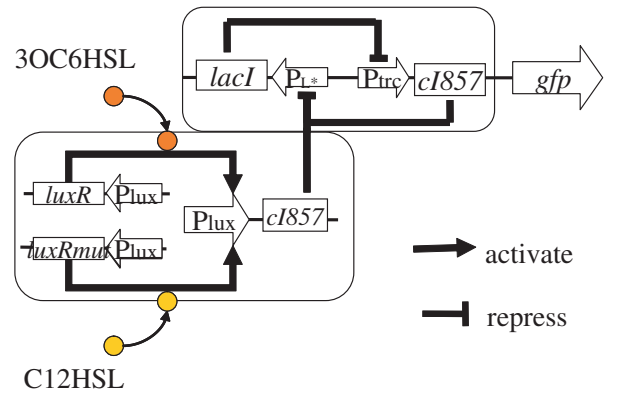 3OC6HSL
lacI
PL*
Ptrc
cI857
gfp
luxR
Plux
luxRmut
Plux
Plux
cI857
activate
repress
C12HSL